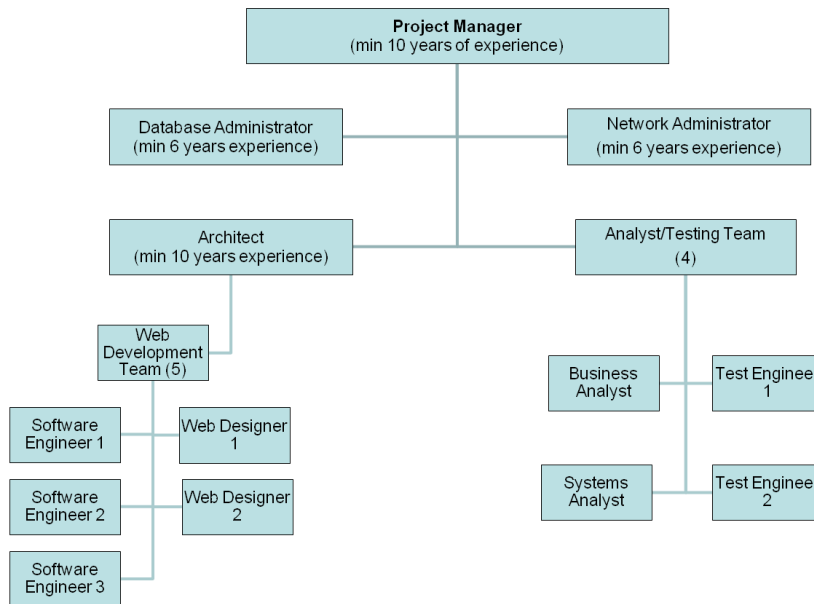 Project Manager
(min 10 years of experience)
Database Administrator
(min 6 years experience)
Network Administrator
(min 6 years experience)
Architect
(min 10 years experience)
Analyst/Testing Team
(4)
Web
Development
Team (5)
Business
Analyst
Test Enginee
1
Software
Engineer 1
Web Designer
1
Systems
Analyst
Test Enginee
2
Software
Engineer 2
Web Designer
2
Software
Engineer 3